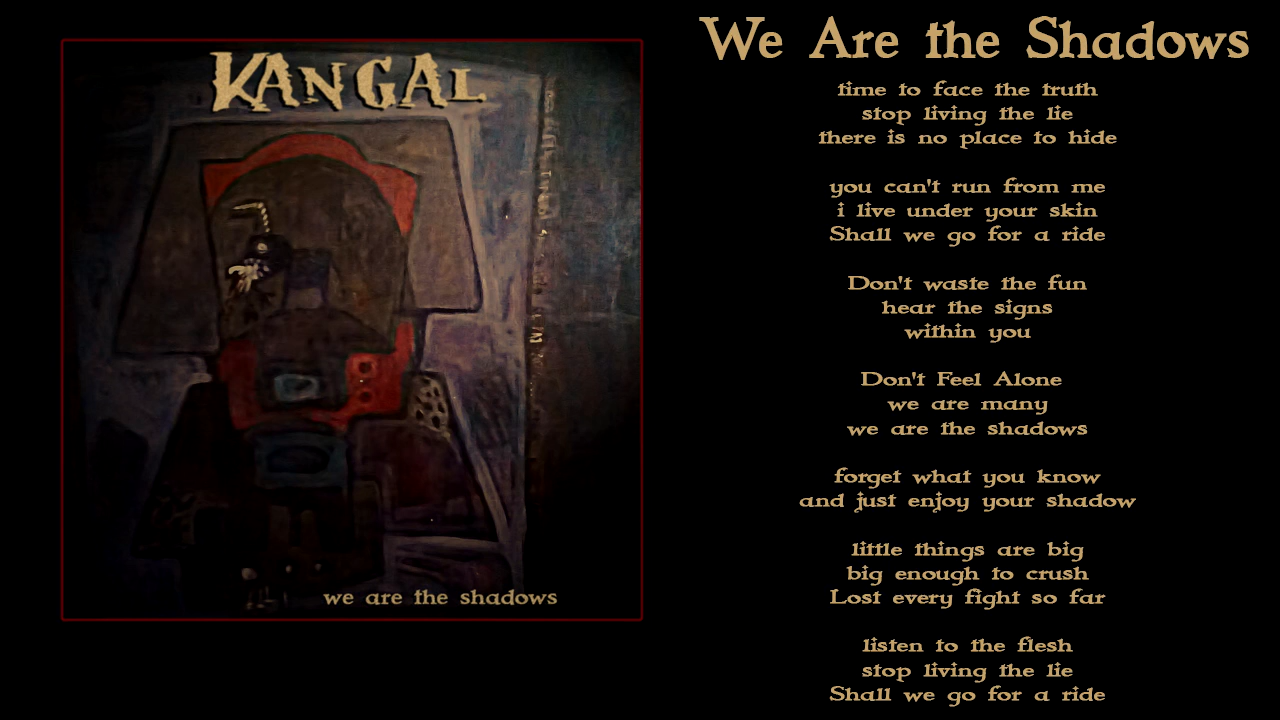 KANGAL
we are the shadows
We Are the Shadows
time to face the truth
stop living the lie
there is no place to hide
you can't run from me
i live under your skin
Shall we go for a ride
Don't waste the fun
hear the signs
within you
Don't Feel Alone
we are many
we are the shadows
forget what you know
and just enjoy your shadow
little things are big
big enough to crush
Lost every fight so far
listen to the flesh
stop living the lie
Shall we go for a ride